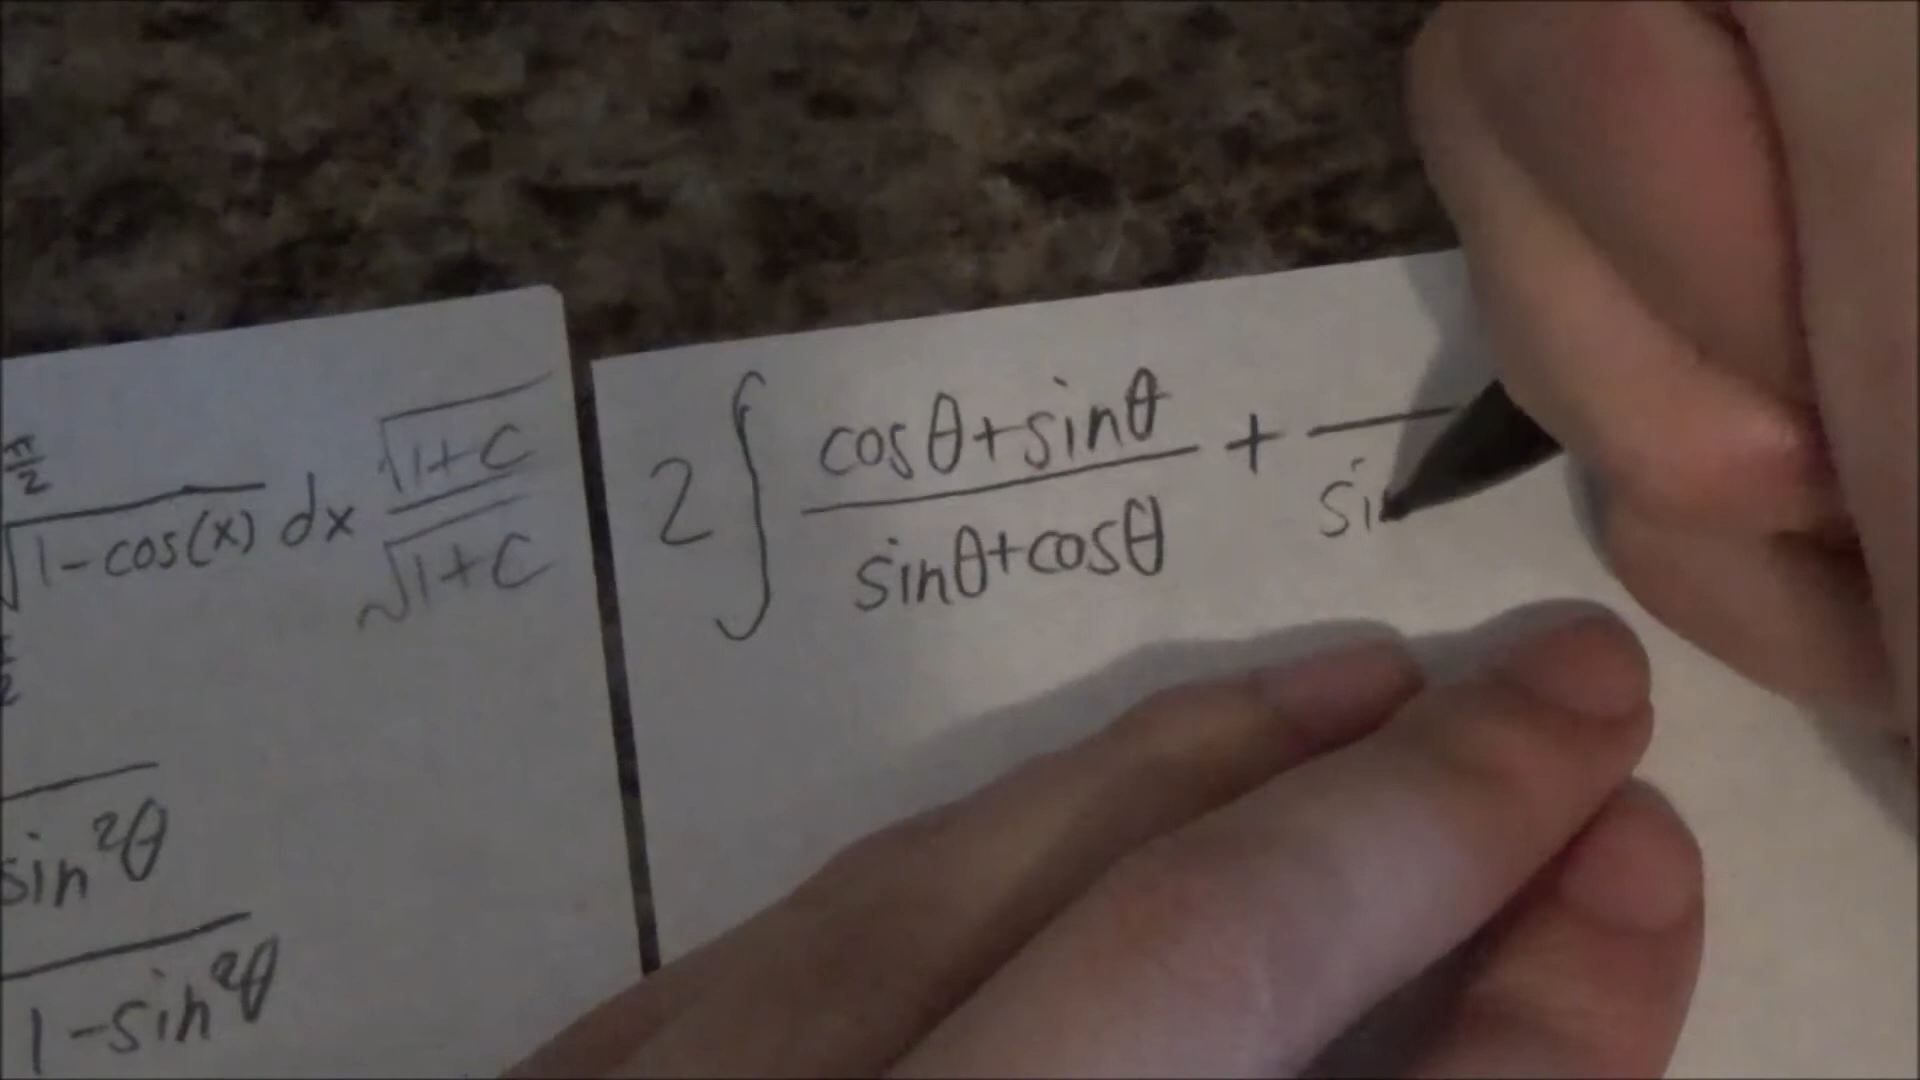 π/2
√(1-cos(x)) dx √(1+C)/√(1+C)
sin²θ
1-sin²θ
2∫ (cosθ+sinθ)/(sinθ+cosθ) + /si